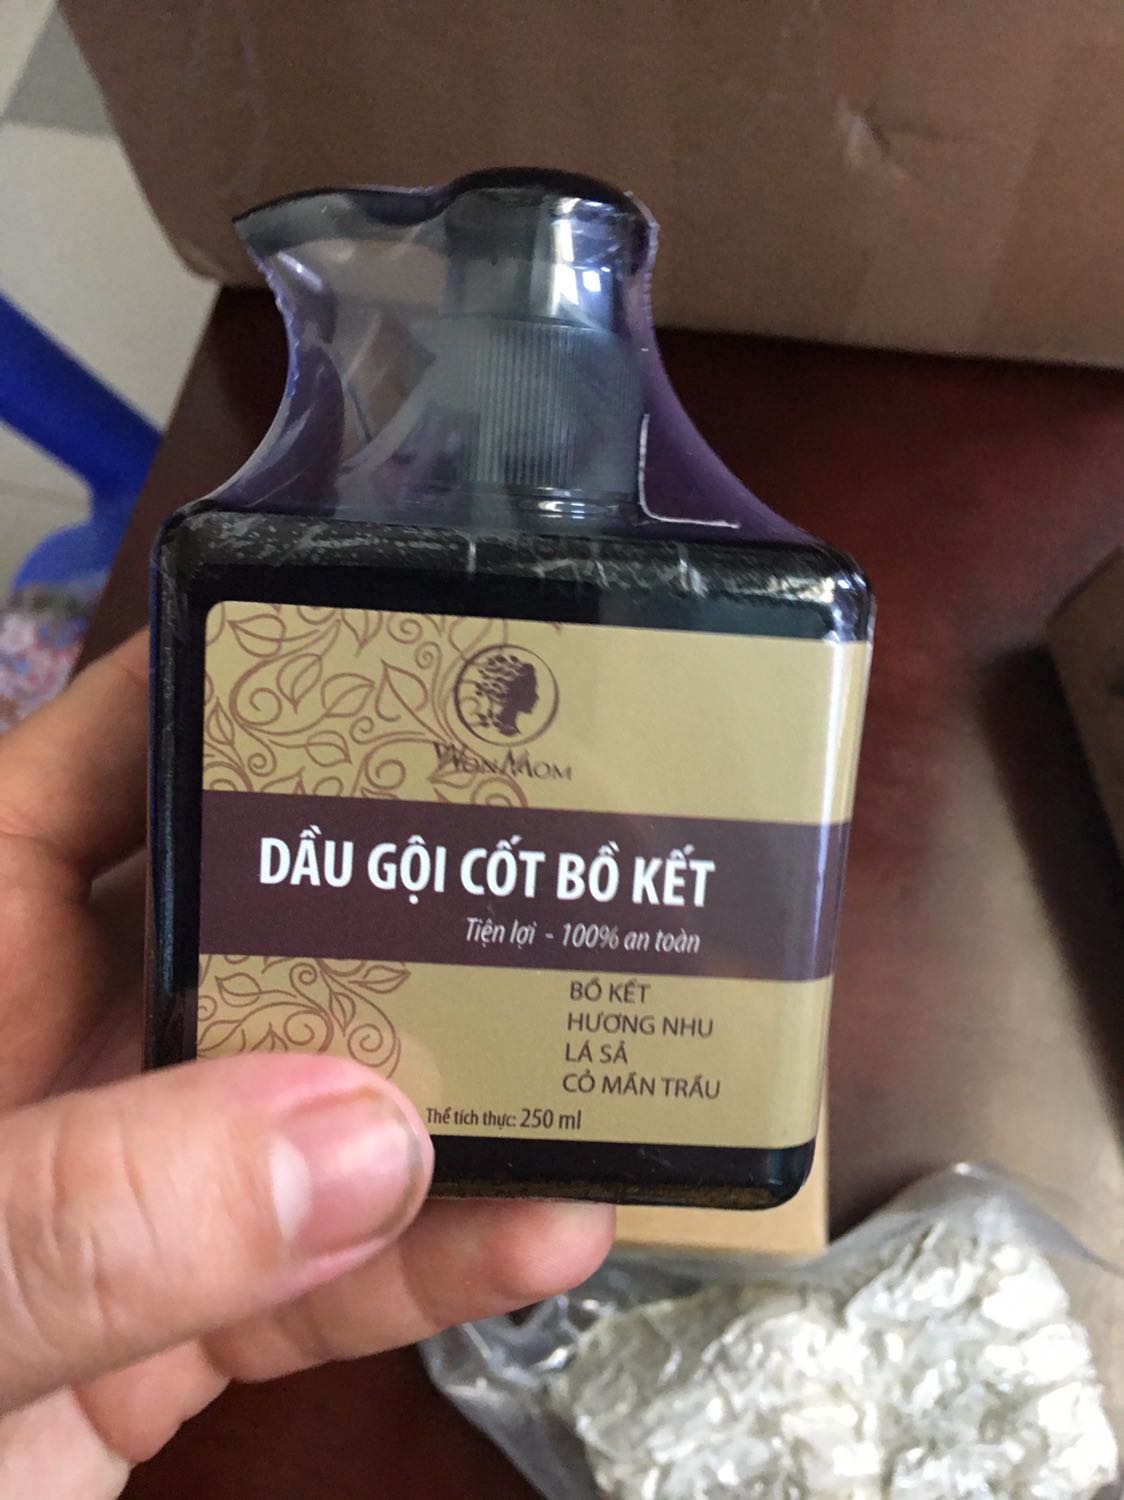 WONMOM
DẦU GỘI CỐT BỒ KẾT
Tiện lợi - 100% an toàn
BỒ KẾT
HƯƠNG NHU
LÁ SẢ
CỎ MẦN TRẦU
Thể tích thực: 250 ml